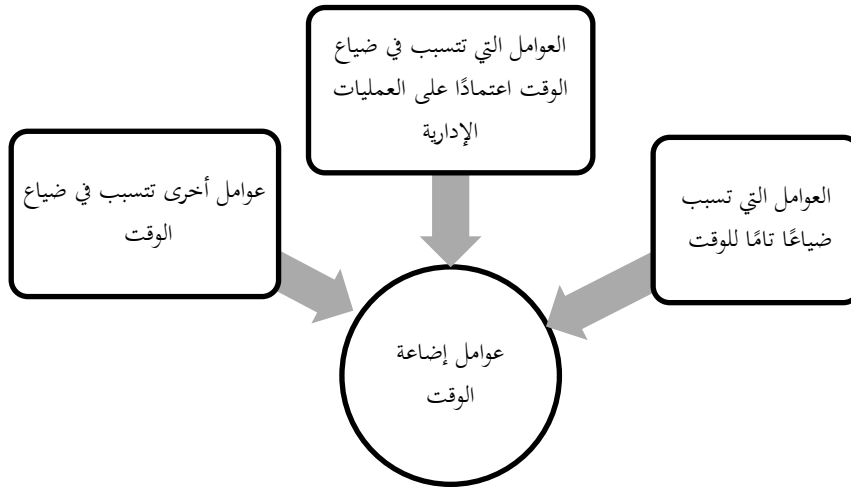 العوامل التي تتسبب في ضياع
الوقت اعتمادًا على العمليات
الإدارية
العوامل التي تسبب
ضياعًا تامًا للوقت
عوامل أخرى تتسبب في ضياع
الوقت
عوامل إضاعة
الوقت